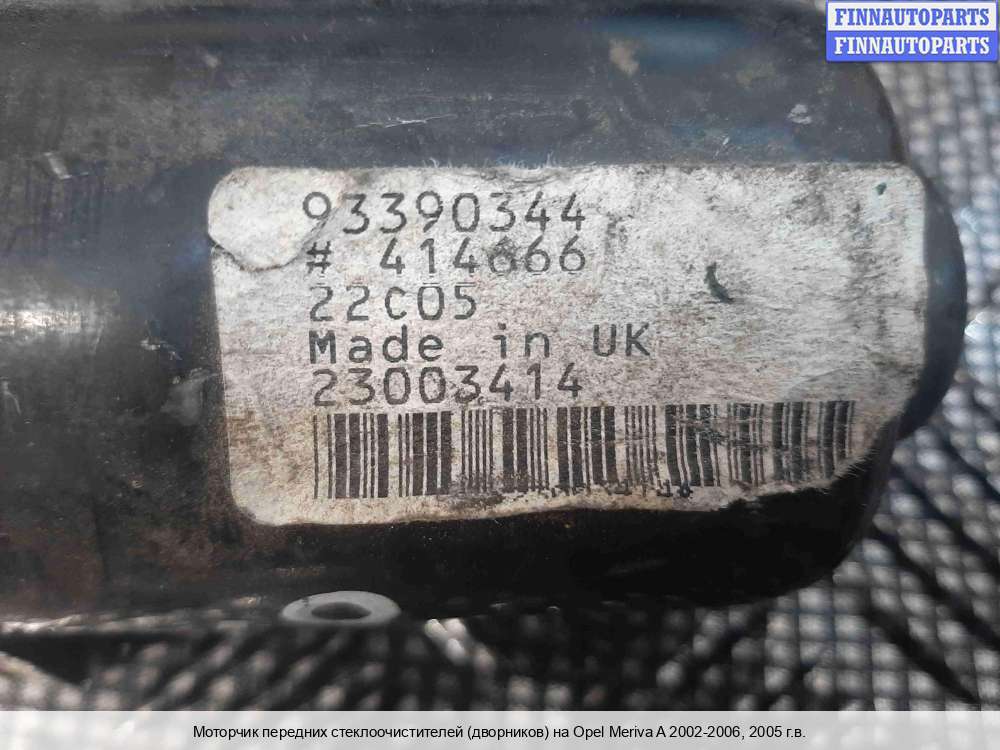 FINNAUTOPARTS
FINNAUTOPARTS
93390344
# 414666
22C05
Made in UK
23003414
Моторчик передних стеклоочистителей (дворников) на Opel Meriva A 2002-2006, 2005 г.в.